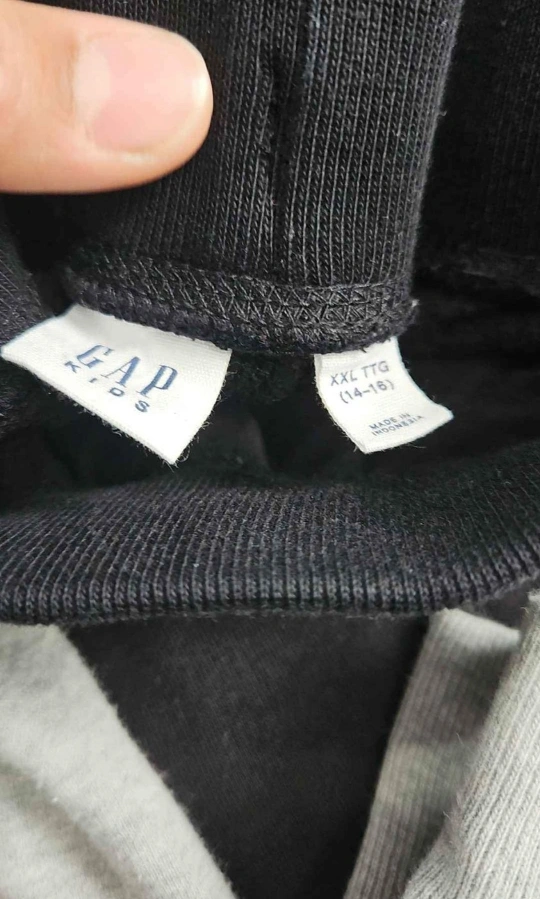 GAP
KIDS
XXL TTG
(14-16)
MADE IN
INDONESIA